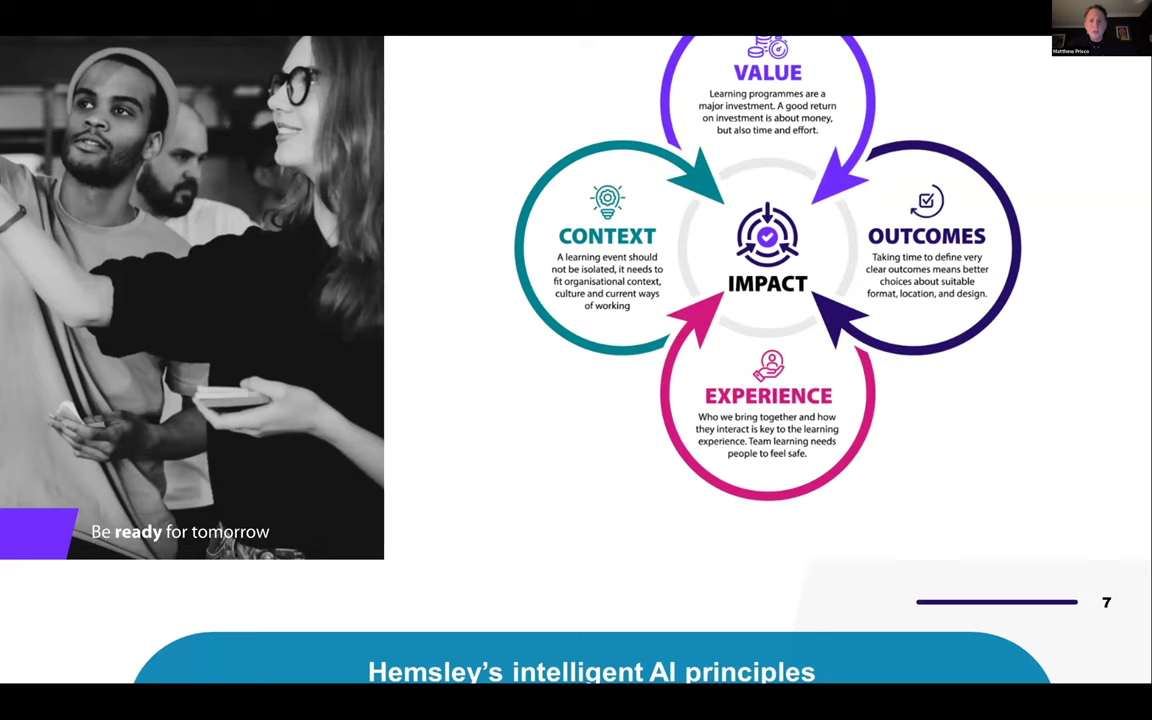 Matthew Prisco
VALUE
Learning programmes are a
major investment. A good return
on investment is about money,
but also time and effort.
CONTEXT
A learning event should
not be isolated, it needs to
fit organisational context,
culture and current ways
of working
IMPACT
OUTCOMES
Taking time to define very
clear outcomes means better
choices about suitable
format, location, and design.
EXPERIENCE
Who we bring together and how
they interact is key to the learning
experience. Team learning needs
people to feel safe.
Be ready for tomorrow
7
Hemsley’s intelligent AI principles